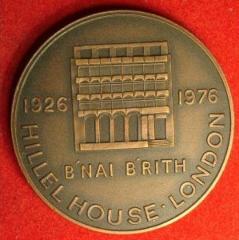 1926 1976
B'NAI B'RITH
HILLEL HOUSE · LONDON